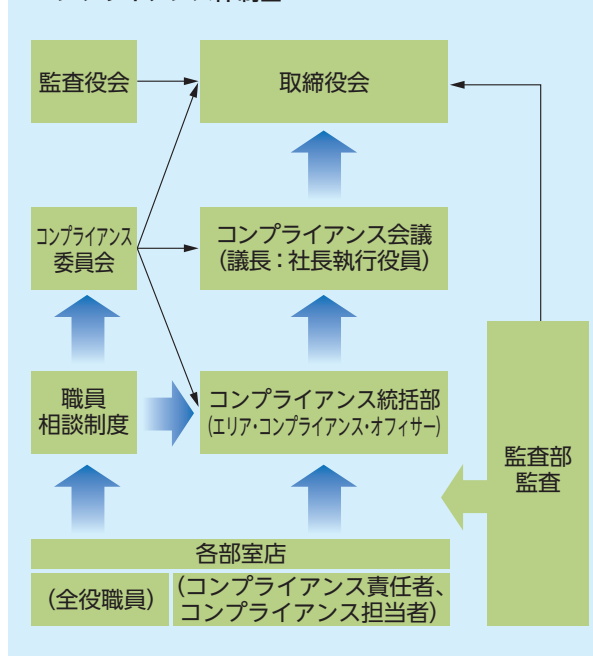 監査役会
取締役会
コンプライアンス
委員会
コンプライアンス会議
(議長：社長執行役員)
職員
相談制度
コンプライアンス統括部
(エリア・コンプライアンス・オフィサー)
監査部
監査
各部室店
(全役職員)
(コンプライアンス責任者、
コンプライアンス担当者)